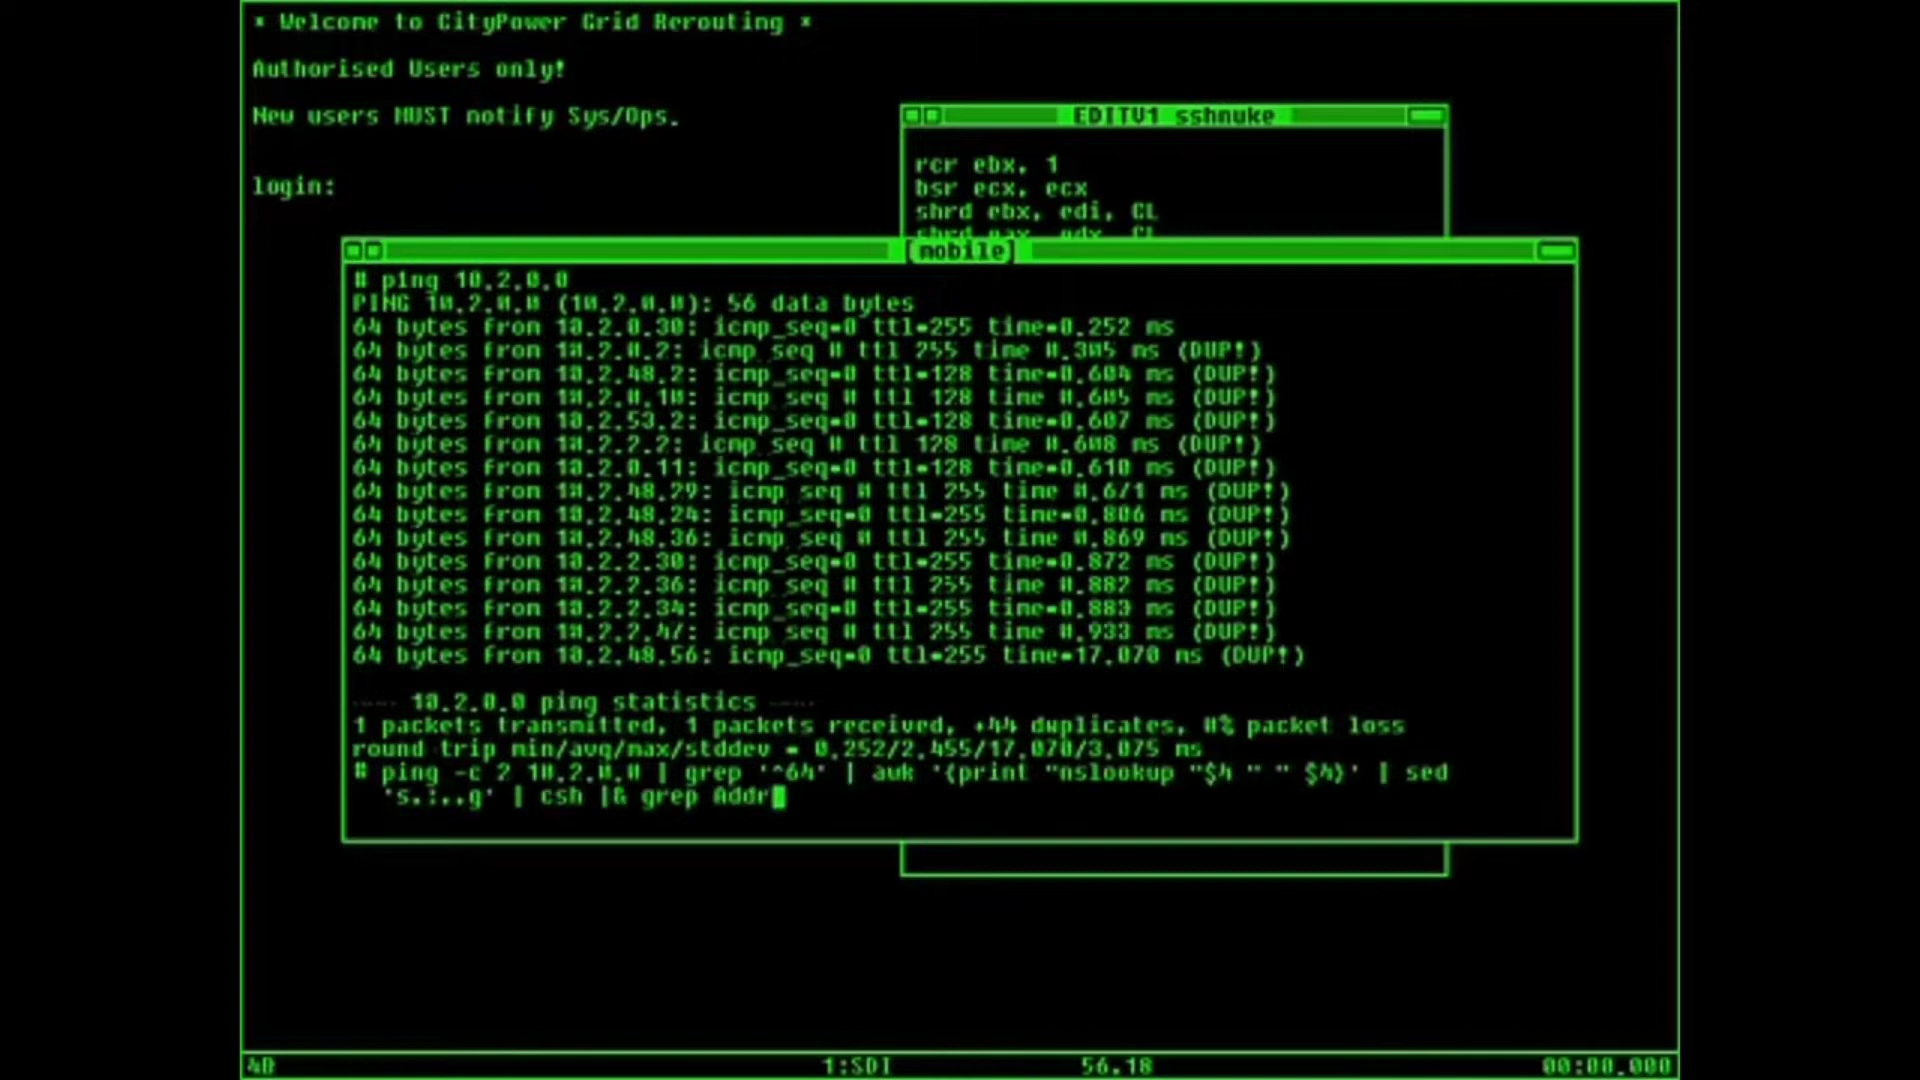 * Welcome to CityPower Grid Rerouting *
Authorised Users only!
New users MUST notify Sys/Ops.
login:
EDITV1 sshnuke
rcr ebx, 1
bsr ecx, ecx
shrd ebx, edi, CL
shrd eax, edx, CL
[mobile]
# ping 10.2.0.0
PING 10.2.0.0 (10.2.0.0): 56 data bytes
64 bytes from 10.2.0.30: icmp_seq=0 ttl=255 time=0.252 ms
64 bytes from 10.2.0.2: icmp_seq=0 ttl=255 time=0.305 ms (DUP!)
64 bytes from 10.2.48.2: icmp_seq=0 ttl=128 time=0.604 ms (DUP!)
64 bytes from 10.2.0.10: icmp_seq=0 ttl=128 time=0.605 ms (DUP!)
64 bytes from 10.2.53.2: icmp_seq=0 ttl=128 time=0.607 ms (DUP!)
64 bytes from 10.2.2.2: icmp_seq=0 ttl=128 time=0.608 ms (DUP!)
64 bytes from 10.2.0.11: icmp_seq=0 ttl=128 time=0.610 ms (DUP!)
64 bytes from 10.2.48.29: icmp_seq=0 ttl=255 time=0.671 ms (DUP!)
64 bytes from 10.2.48.24: icmp_seq=0 ttl=255 time=0.806 ms (DUP!)
64 bytes from 10.2.48.36: icmp_seq=0 ttl=255 time=0.869 ms (DUP!)
64 bytes from 10.2.2.30: icmp_seq=0 ttl=255 time=0.872 ms (DUP!)
64 bytes from 10.2.2.36: icmp_seq=0 ttl=255 time=0.882 ms (DUP!)
64 bytes from 10.2.2.34: icmp_seq=0 ttl=255 time=0.883 ms (DUP!)
64 bytes from 10.2.2.47: icmp_seq=0 ttl=255 time=0.933 ms (DUP!)
64 bytes from 10.2.48.56: icmp_seq=0 ttl=255 time=17.070 ms (DUP!)
---- 10.2.0.0 ping statistics ----
1 packets transmitted, 1 packets received, +44 duplicates, 0% packet loss
round trip min/avg/max/stddev = 0.252/2.455/17.070/3.075 ms
# ping -c 2 10.2.0.0 | grep '^64' | awk '{print "nslookup "$4 " " $4}' | sed
's.:..g' | csh |& grep Addr
4D 1:SDI 56.18 00:00.000